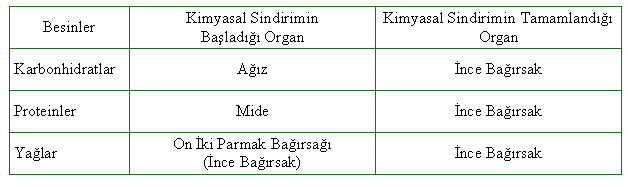 Besinler
Kimyasal Sindirimin
Başladığı Organ
Kimyasal Sindirimin Tamamlandığı
Organ
Karbonhidratlar
Ağız
İnce Bağırsak
Proteinler
Mide
İnce Bağırsak
Yağlar
On İki Parmak Bağırsağı
(İnce Bağırsak)
İnce Bağırsak